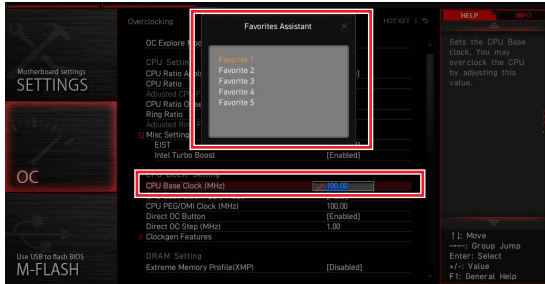 Overclocking
HOT KEY
HELP
INFO
Favorites Assistant
Favorite 1
Favorite 2
Favorite 3
Favorite 4
Favorite 5
Motherboard settings
SETTINGS
OC
Use USB to flash BIOS
M-FLASH
OC Explore Mode
CPU Setting
CPU Ratio
Adjusted CPU F
CPU Ratio Offse
Ring Ratio
Adjusted Ring F
Misc Setting
EIST
Intel Turbo Boost [Enabled]
CPU Base Clock (MHz) 100.00
CPU PEG/DMI Clock (MHz) 100.00
Direct OC Button [Enabled]
Direct OC Step (MHz) 1.00
Clockgen Features
DRAM Setting
Extreme Memory Profile(XMP) [Disabled]
Sets the CPU Base
clock. You may
overclock the CPU
by adjusting this
value.
↑↓: Move
→←: Group Jump
Enter: Select
+/-: Value
F1: General Help